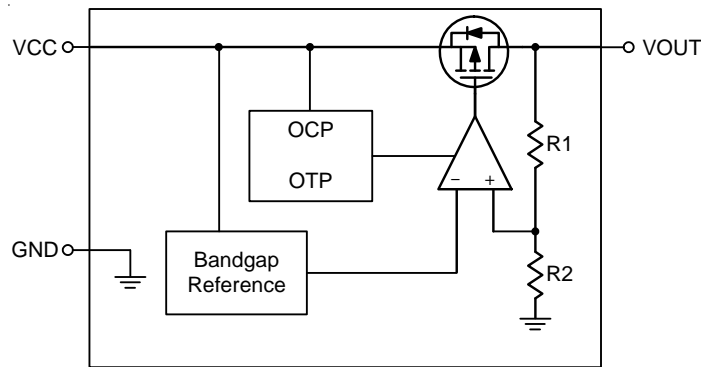 VCC
VOUT
OCP
OTP
R1
− +
GND
Bandgap
Reference
R2